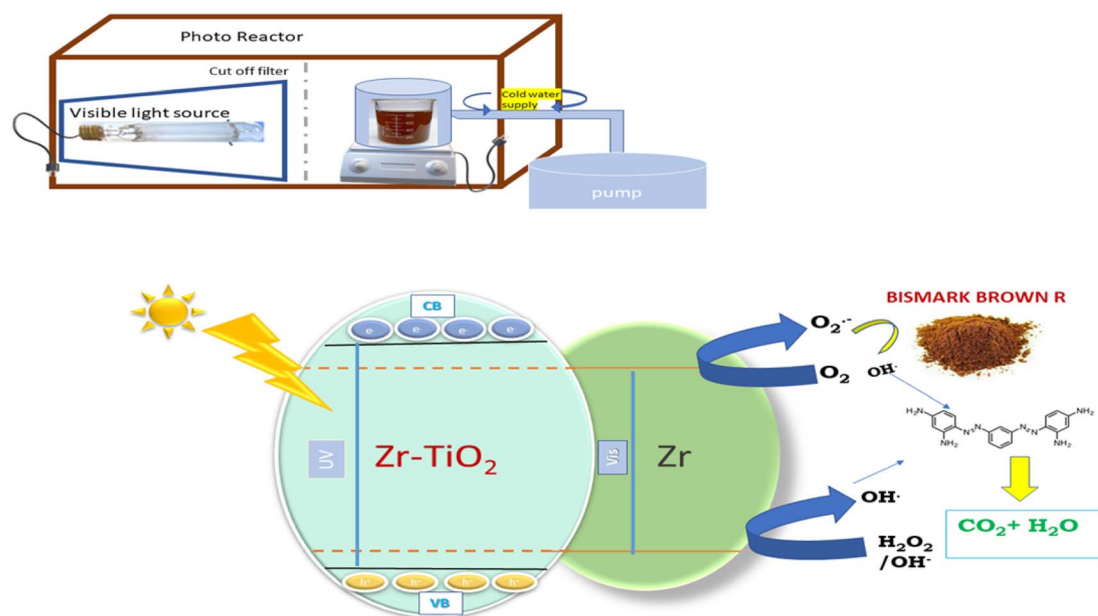 Photo Reactor
Cut off filter
Visible light source
Cold water
supply
pump
CB
e⁻ e⁻ e⁻ e⁻
UV
Zr-TiO₂
Vis
Zr
h⁺ h⁺ h⁺ h⁺
VB
BISMARK BROWN R
O₂·-
O₂
OH·
H₂N
NH₂
N
N
N
N
NH₂
NH₂
OH·
H₂O₂
/OH-
CO₂+ H₂O